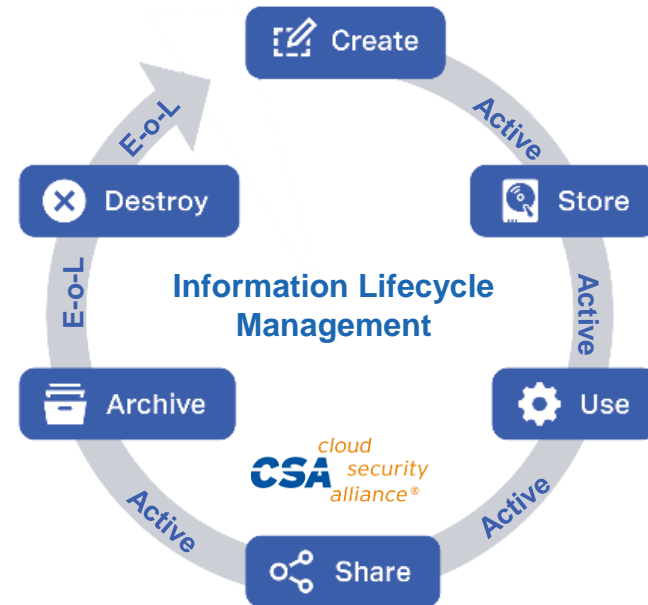 Create
Active
Store
Active
Use
Active
Share
Active
Archive
E-o-L
Destroy
E-o-L
Information Lifecycle
Management
cloud
CSA security
alliance®